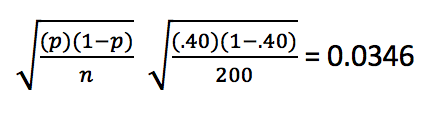 √((p)(1−p)/n) √((.40)(1−.40)/200) = 0.0346